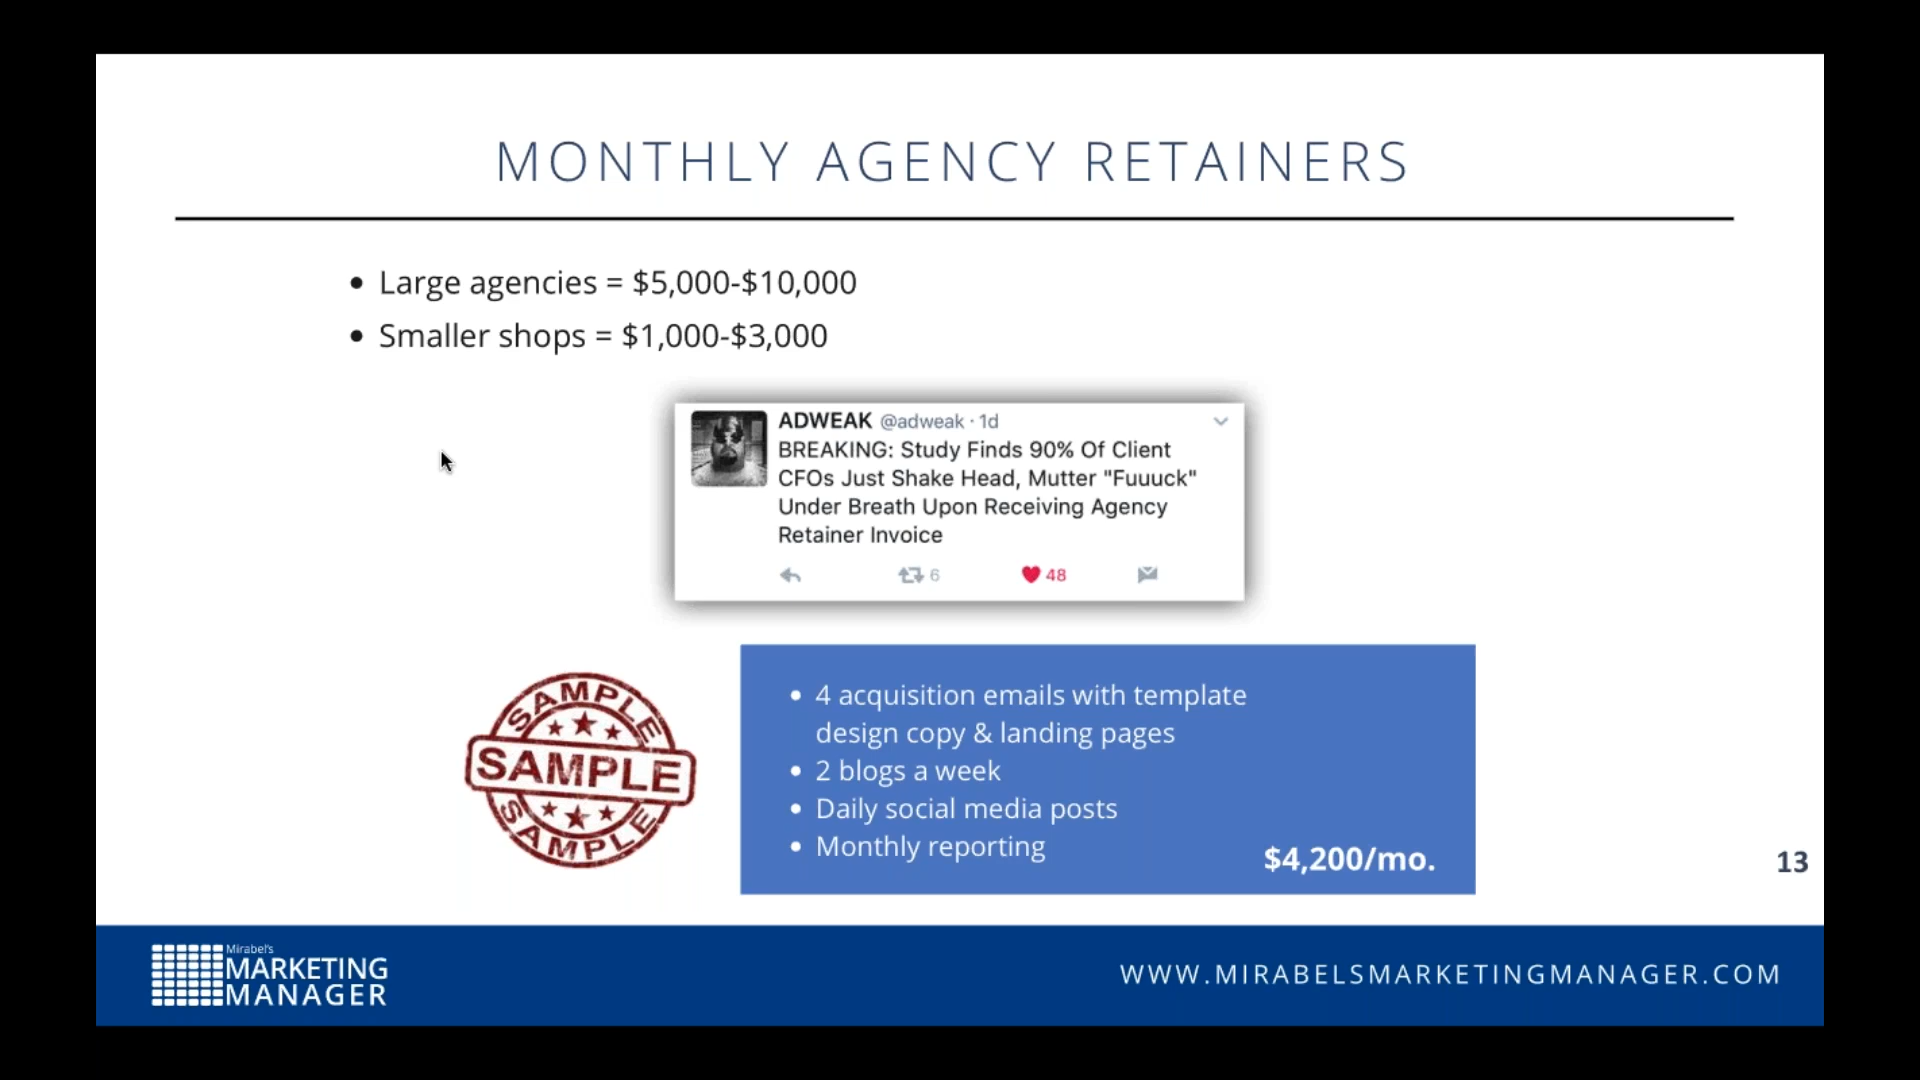 MONTHLY AGENCY RETAINERS
• Large agencies = $5,000-$10,000
• Smaller shops = $1,000-$3,000
ADWEAK @adweak · 1d
BREAKING: Study Finds 90% Of Client
CFOs Just Shake Head, Mutter "Fuuuck"
Under Breath Upon Receiving Agency
Retainer Invoice
6 48
SAMPLE
SAMPLE
SAMPLE
• 4 acquisition emails with template
design copy & landing pages
• 2 blogs a week
• Daily social media posts
• Monthly reporting
$4,200/mo.
13
Mirabel's
MARKETING
MANAGER
WWW.MIRABELSMARKETINGMANAGER.COM